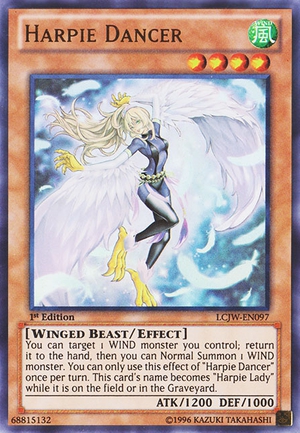 HARPIE DANCER
WIND
風
1st Edition
LCJW-EN097
[WINGED BEAST/EFFECT]
You can target 1 WIND monster you control; return
it to the hand, then you can Normal Summon 1 WIND
monster. You can only use this effect of "Harpie Dancer"
once per turn. This card's name becomes "Harpie Lady"
while it is on the field or in the Graveyard.
ATK/1200 DEF/1000
68815132
©1996 KAZUKI TAKAHASHI